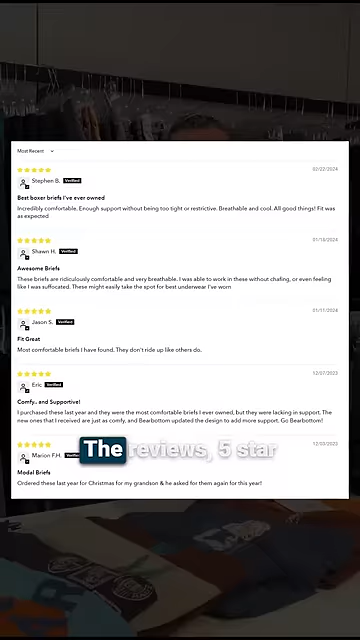 Most Recent
02/22/2024
Stephen B. Verified
Best boxer briefs I've ever owned
Incredibly comfortable. Enough support without being too tight or restrictive. Breathable and cool. All good things! Fit was
as expected
01/18/2024
Shawn H. Verified
Awesome Briefs
These briefs are ridiculously comfortable and very breathable. I was able to work in these without chafing, or even feeling
like I was suffocated. These might easily take the spot for best underwear I've worn
01/11/2024
Jason S. Verified
Fit Great
Most comfortable briefs I have found. They don't ride up like others do.
12/07/2023
Eric Verified
Comfy.. and Supportive!
I purchased these last year and they were the most comfortable briefs I ever owned, but they were lacking in support. The
new ones that I received are just as comfy, and Bearbottom updated the design to add more support. Go Bearbottom!
12/03/2023
Marion F.H.
The reviews, 5 star
Modal Briefs
Ordered these last year for Christmas for my grandson & he asked for them again for this year!